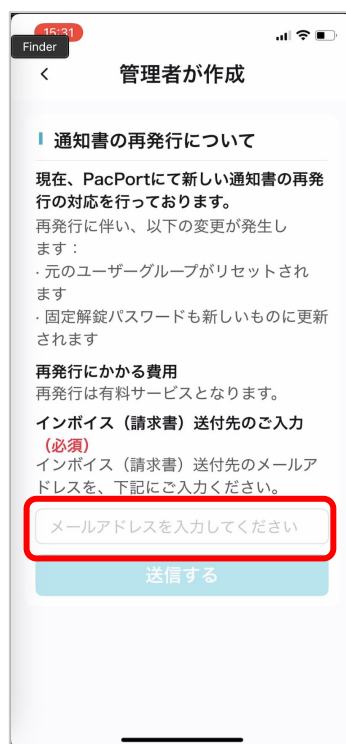 15:31
Finder
管理者が作成
通知書の再発行について
現在、PacPortにて新しい通知書の再発
行の対応を行っております。
再発行に伴い、以下の変更が発生し
ます：
· 元のユーザーグループがリセットされ
ます
· 固定解錠パスワードも新しいものに更新
されます
再発行にかかる費用
再発行は有料サービスとなります。
インボイス（請求書）送付先のご入力
（必須）
インボイス（請求書）送付先のメールア
ドレスを、下記にご入力ください。
メールアドレスを入力してください
送信する